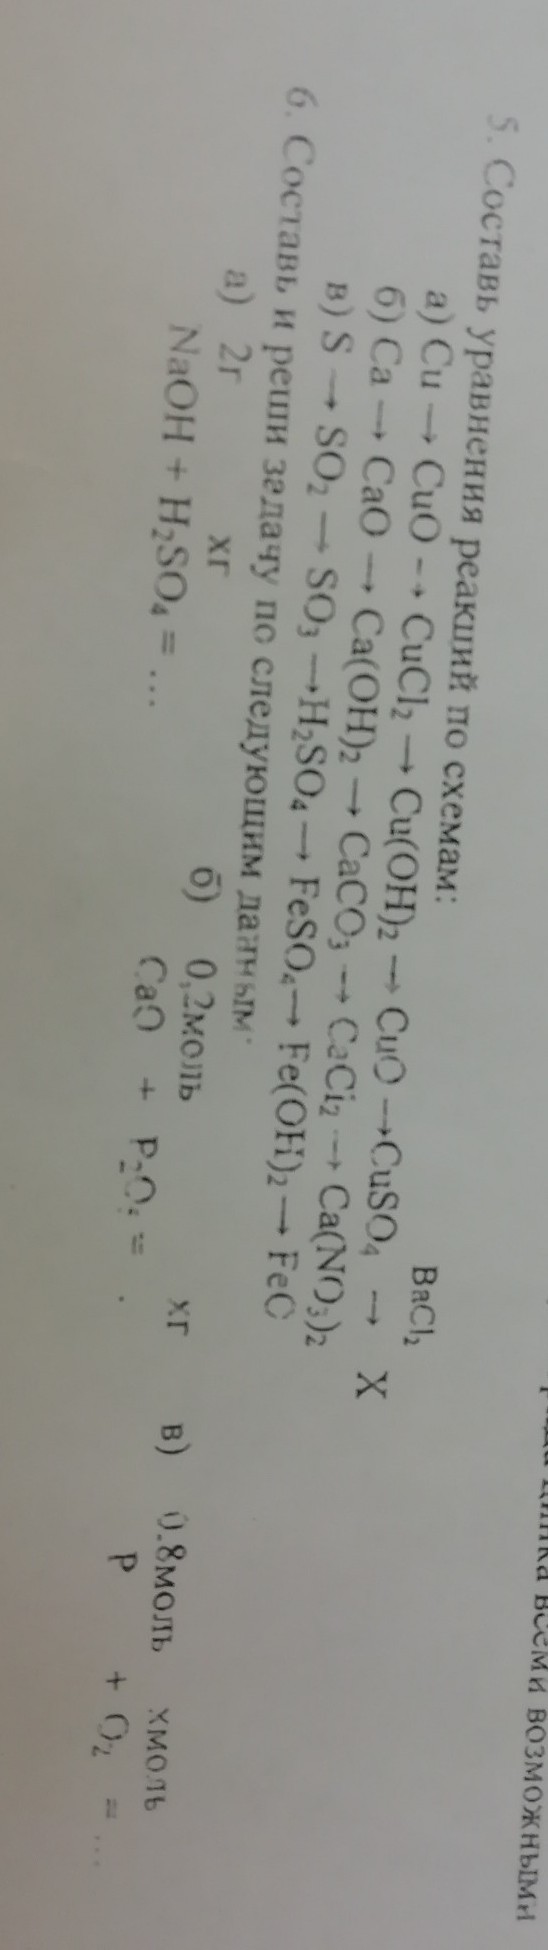 всеми возможными
5. Составь уравнения реакций по схемам:
BaCl₂
а) Cu → CuO → CuCl₂ → Cu(OH)₂ → CuO → CuSO₄ → X
б) Ca → CaO → Ca(OH)₂ → CaCO₃ → CaCl₂ → Ca(NO₃)₂
в) S → SO₂ → SO₃ → H₂SO₄ → FeSO₄ → Fe(OH)₂ → FeO
6. Составь и реши задачу по следующим данным:
а) 2г хг б) 0,2моль хг в) 0.8моль хмоль
NaOH + H₂SO₄ = ... CaO + P₂O₅ = . P + O₂ = ...